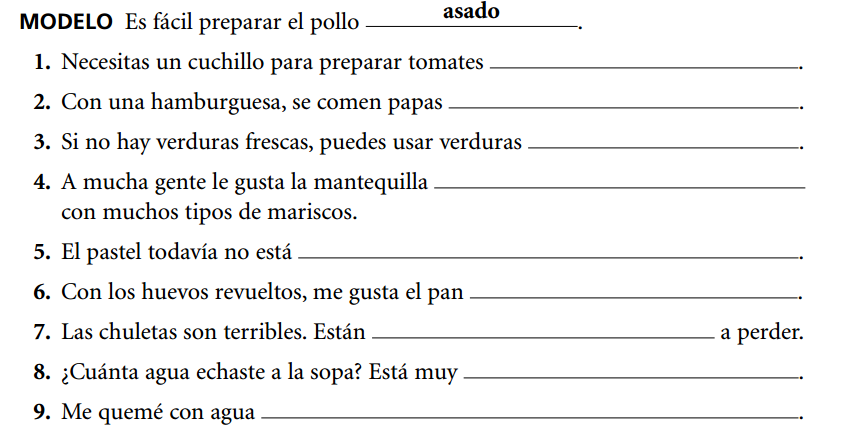 MODELO Es fácil preparar el pollo asado.
1. Necesitas un cuchillo para preparar tomates .
2. Con una hamburguesa, se comen papas .
3. Si no hay verduras frescas, puedes usar verduras .
4. A mucha gente le gusta la mantequilla
con muchos tipos de mariscos.
5. El pastel todavía no está .
6. Con los huevos revueltos, me gusta el pan .
7. Las chuletas son terribles. Están a perder.
8. ¿Cuánta agua echaste a la sopa? Está muy .
9. Me quemé con agua .